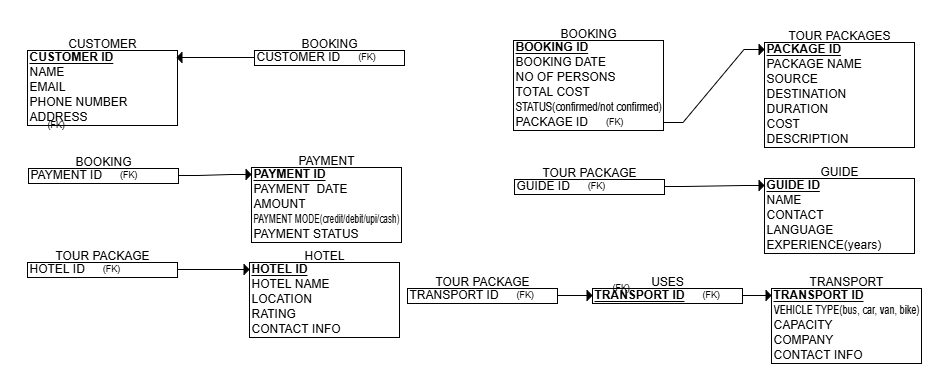 CUSTOMER
CUSTOMER ID
NAME
EMAIL
PHONE NUMBER
ADDRESS
(FK)
BOOKING
CUSTOMER ID (FK)
BOOKING
BOOKING ID
BOOKING DATE
NO OF PERSONS
TOTAL COST
STATUS(confirmed/not confirmed)
PACKAGE ID (FK)
TOUR PACKAGES
PACKAGE ID
PACKAGE NAME
SOURCE
DESTINATION
DURATION
COST
DESCRIPTION
BOOKING
PAYMENT ID (FK)
PAYMENT
PAYMENT ID
PAYMENT DATE
AMOUNT
PAYMENT MODE(credit/debit/upi/cash)
PAYMENT STATUS
TOUR PACKAGE
GUIDE ID (FK)
GUIDE
GUIDE ID
NAME
CONTACT
LANGUAGE
EXPERIENCE(years)
TOUR PACKAGE
HOTEL ID (FK)
HOTEL
HOTEL ID
HOTEL NAME
LOCATION
RATING
CONTACT INFO
TOUR PACKAGE
TRANSPORT ID (FK)
USES
(FK)
TRANSPORT ID (FK)
TRANSPORT
TRANSPORT ID
VEHICLE TYPE(bus, car, van, bike)
CAPACITY
COMPANY
CONTACT INFO